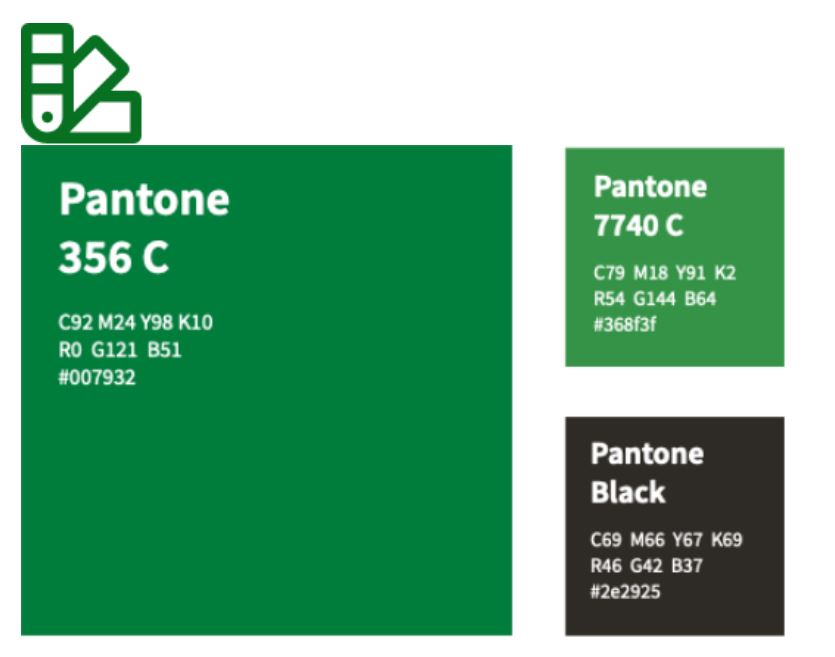 Pantone
356 C
C92 M24 Y98 K10
R0 G121 B51
#007932
Pantone
7740 C
C79 M18 Y91 K2
R54 G144 B64
#368f3f
Pantone
Black
C69 M66 Y67 K69
R46 G42 B37
#2e2925